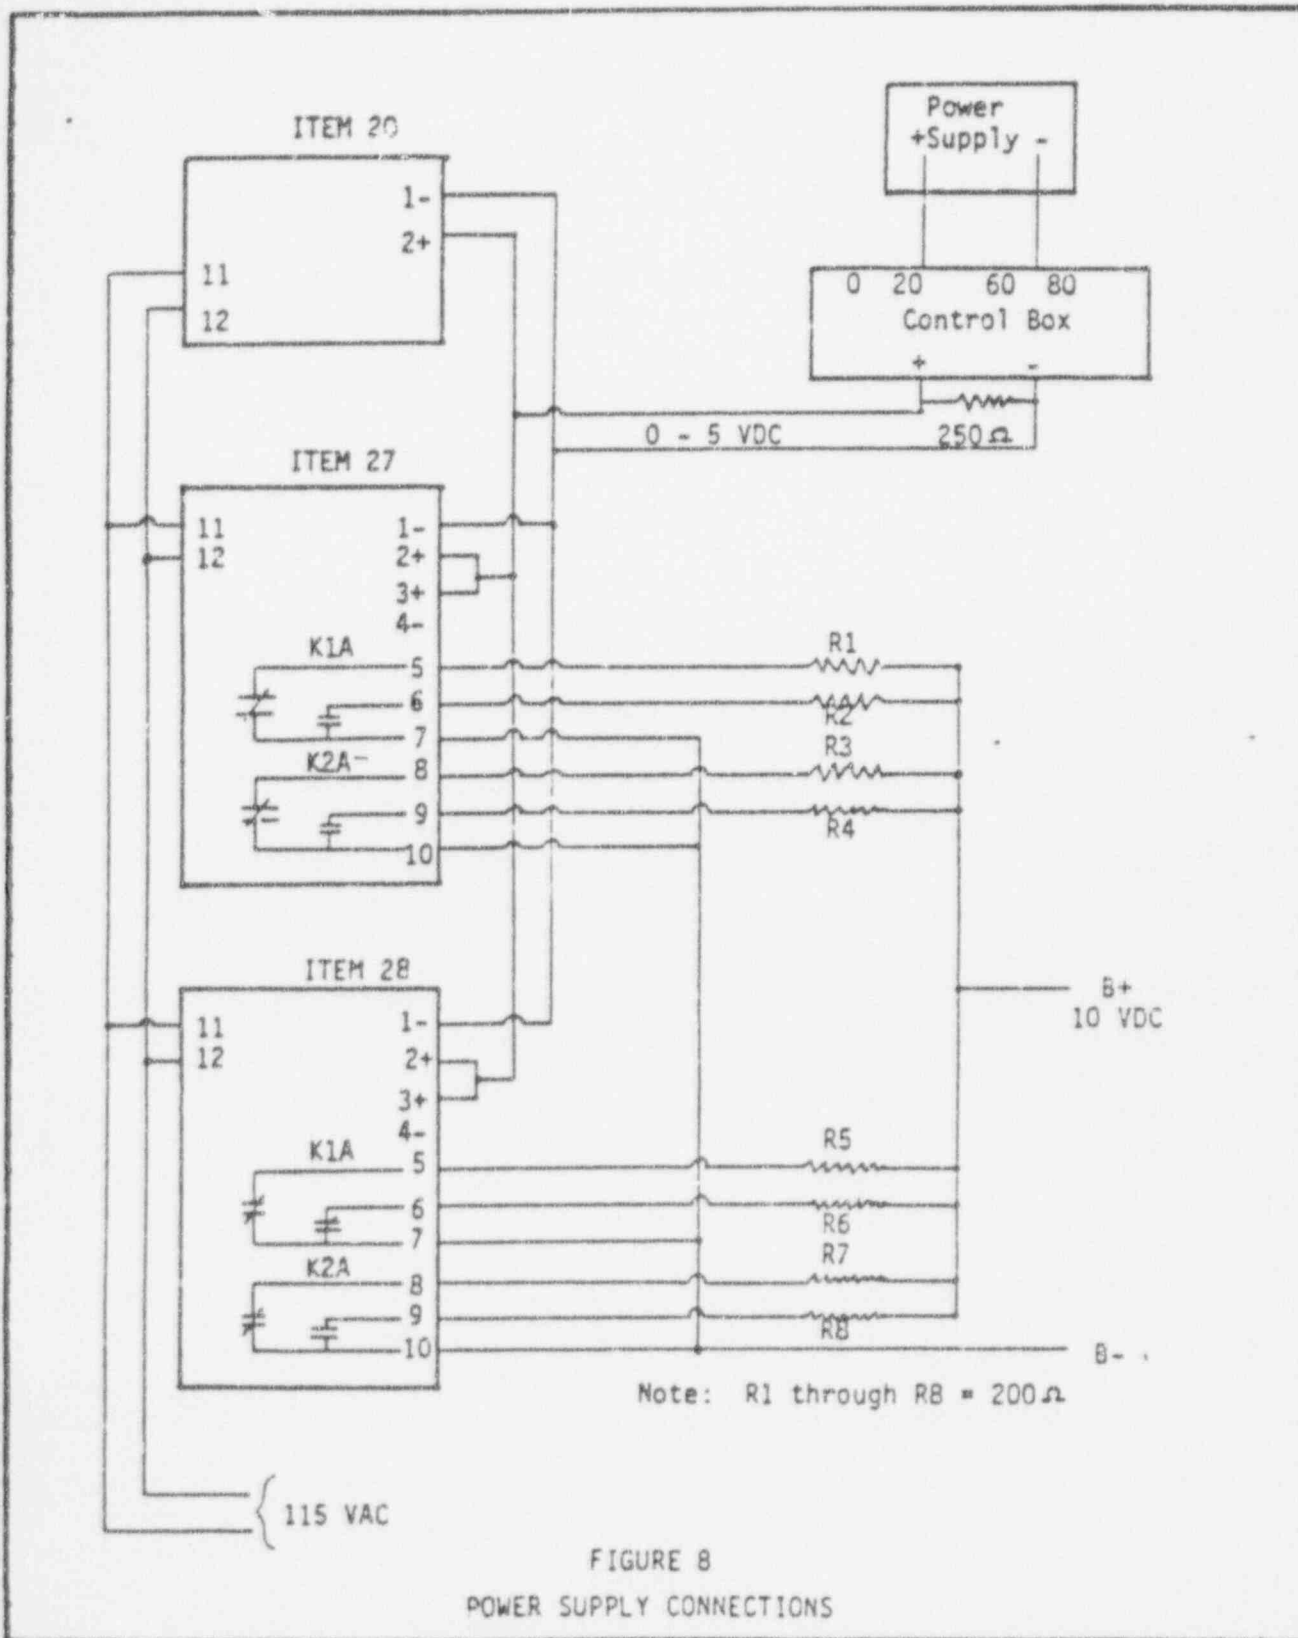 ITEM 20
1-
2+
11
12
Power
+Supply -
0 20 60 80
Control Box
+ -
0 - 5 VDC
250Ω
ITEM 27
11
12
1-
2+
3+
4-
K1A
5
6
7
K2A
8
9
10
R1
R2
R3
R4
ITEM 28
11
12
1-
2+
3+
4-
K1A
5
6
7
K2A
8
9
10
B+
10 VDC
R5
R6
R7
R8
B-
Note: R1 through R8 = 200Ω
115 VAC
FIGURE 8
POWER SUPPLY CONNECTIONS